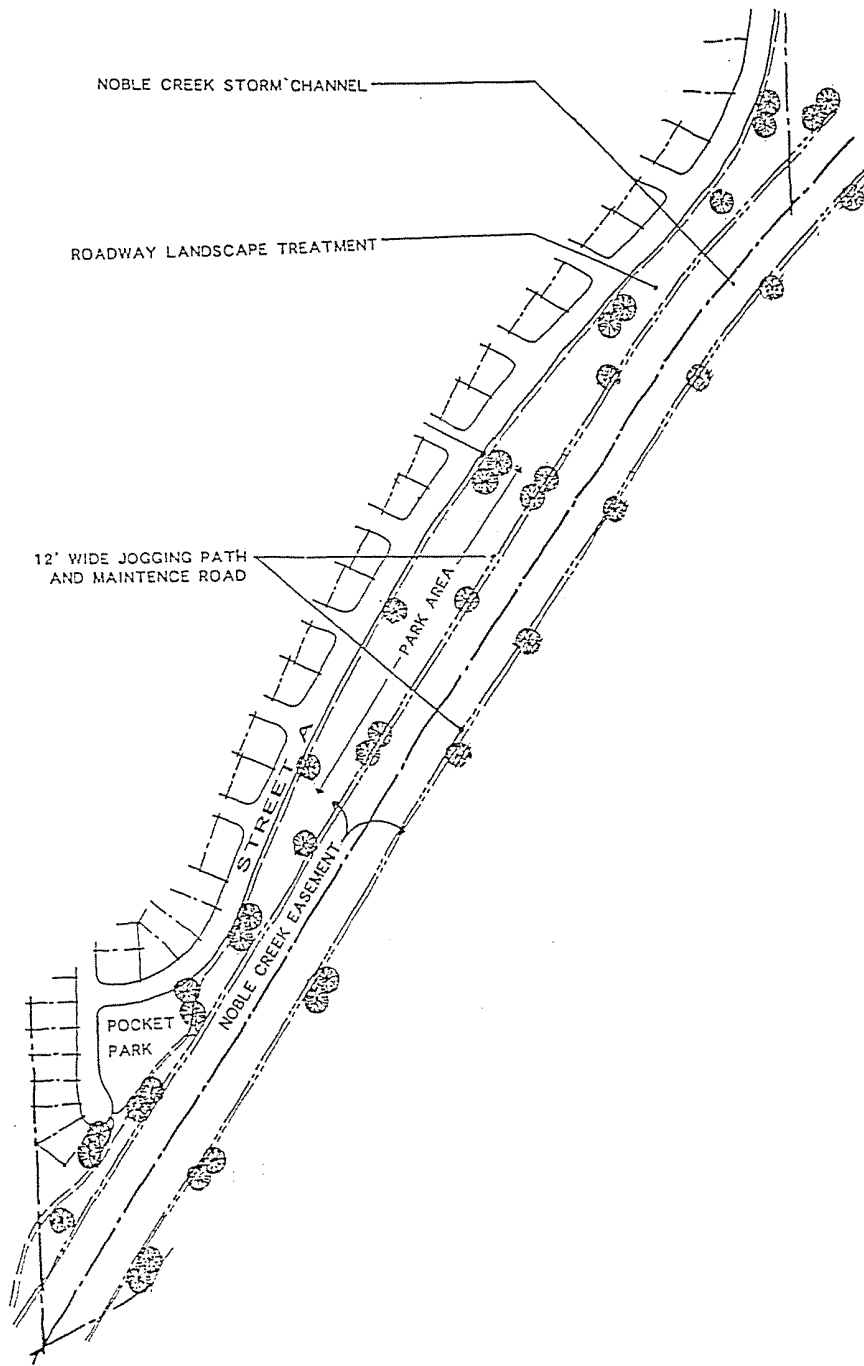 NOBLE CREEK STORM CHANNEL
ROADWAY LANDSCAPE TREATMENT
12' WIDE JOGGING PATH
AND MAINTENCE ROAD
PARK AREA
STREET A
NOBLE CREEK EASEMENT
POCKET
PARK